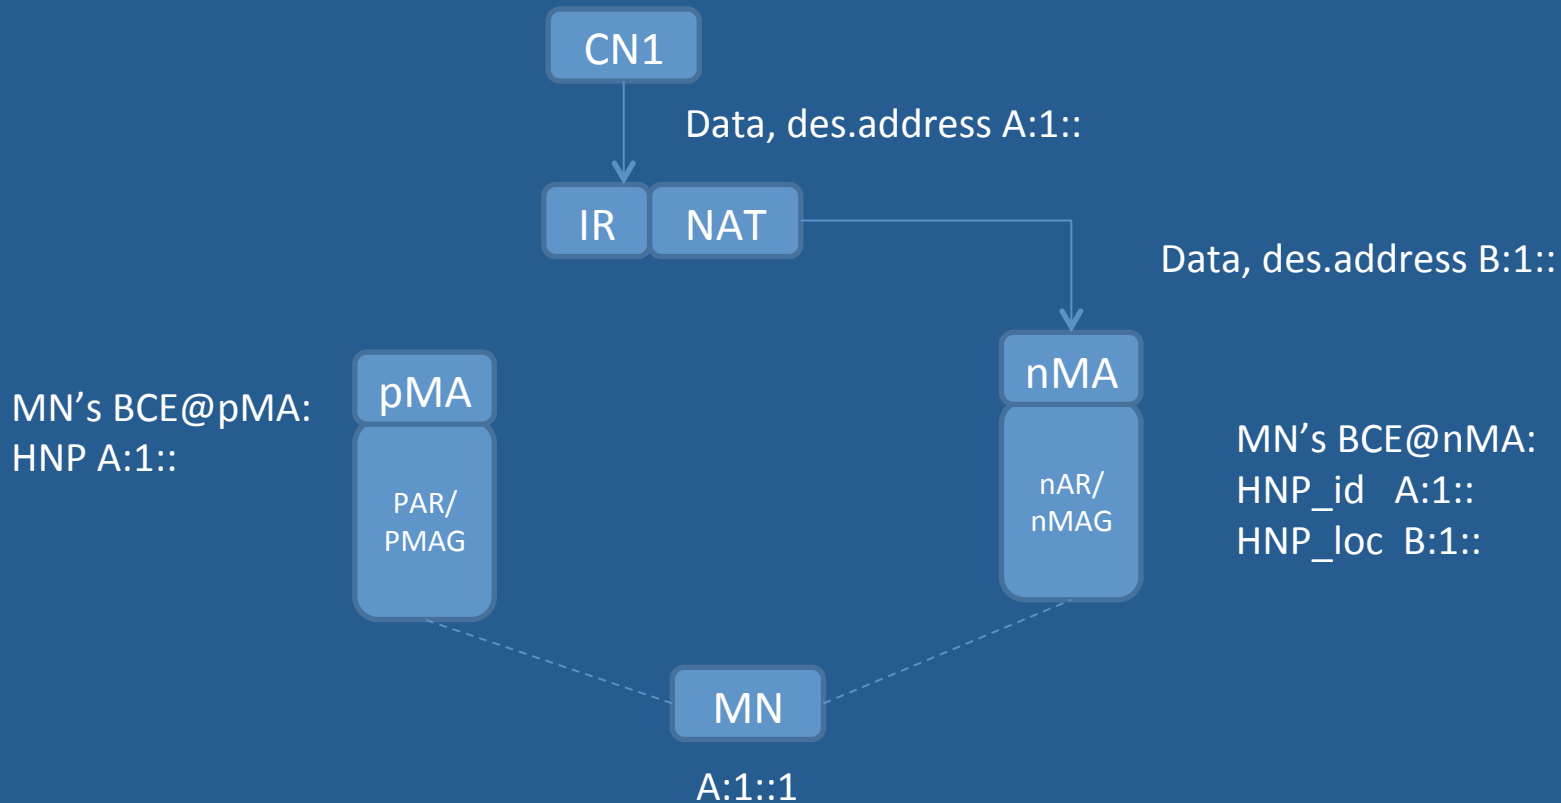 CN1
Data, des.address A:1::
IR
NAT
Data, des.address B:1::
MN’s BCE@pMA:
HNP A:1::
pMA
PAR/
PMAG
nMA
nAR/
nMAG
MN’s BCE@nMA:
HNP_id A:1::
HNP_loc B:1::
MN
A:1::1